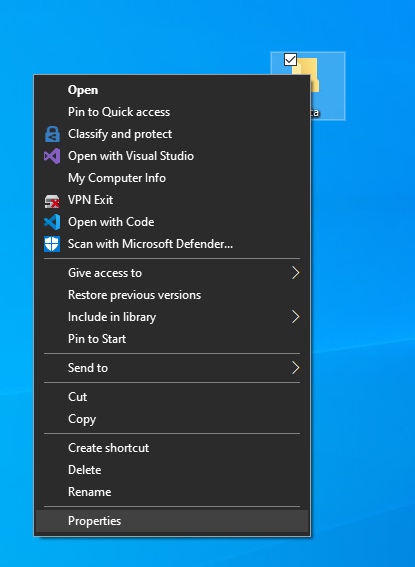 Open
Pin to Quick access
Classify and protect
Open with Visual Studio
My Computer Info
VPN Exit
Open with Code
Scan with Microsoft Defender...
Give access to
Restore previous versions
Include in library
Pin to Start
Send to
Cut
Copy
Create shortcut
Delete
Rename
Properties